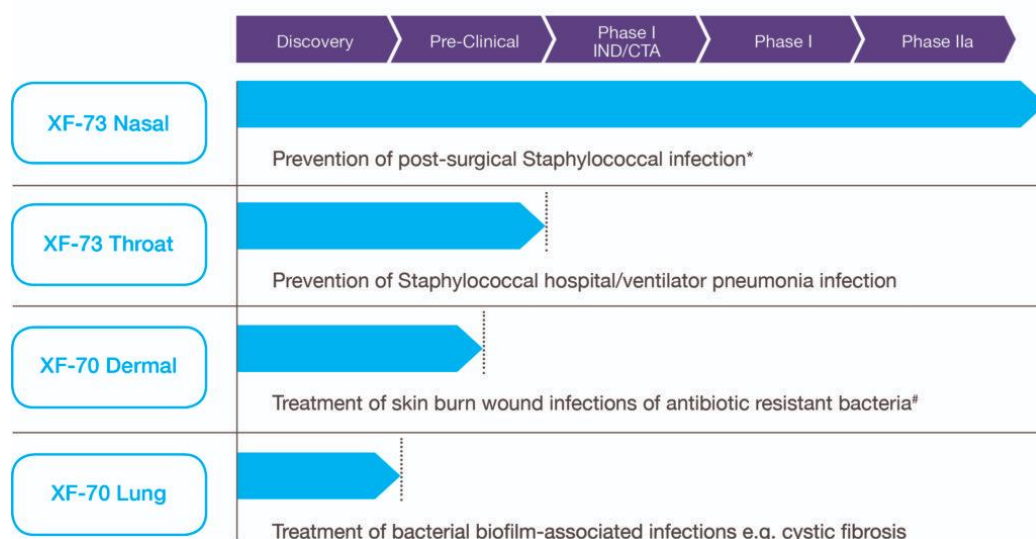 Discovery
Pre-Clinical
Phase I
IND/CTA
Phase I
Phase IIa
XF-73 Nasal
Prevention of post-surgical Staphylococcal infection*
XF-73 Throat
Prevention of Staphylococcal hospital/ventilator pneumonia infection
XF-70 Dermal
Treatment of skin burn wound infections of antibiotic resistant bacteria#
XF-70 Lung
Treatment of bacterial biofilm-associated infections e.g. cystic fibrosis